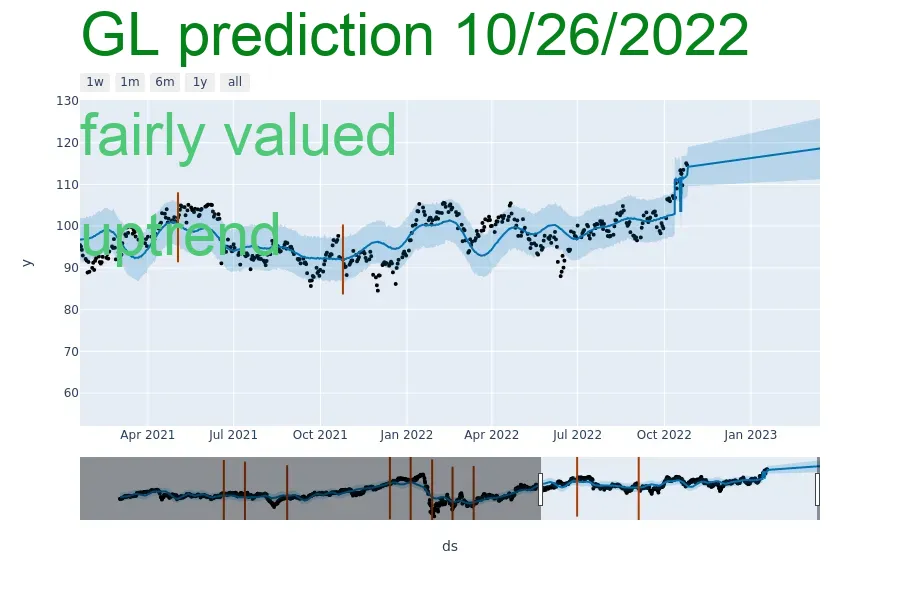 GL prediction 10/26/2022
1w 1m 6m 1y all
130
fairly valued
120
110
100
uptrend
90
y
80
70
60
Apr 2021 Jul 2021 Oct 2021 Jan 2022 Apr 2022 Jul 2022 Oct 2022 Jan 2023
ds